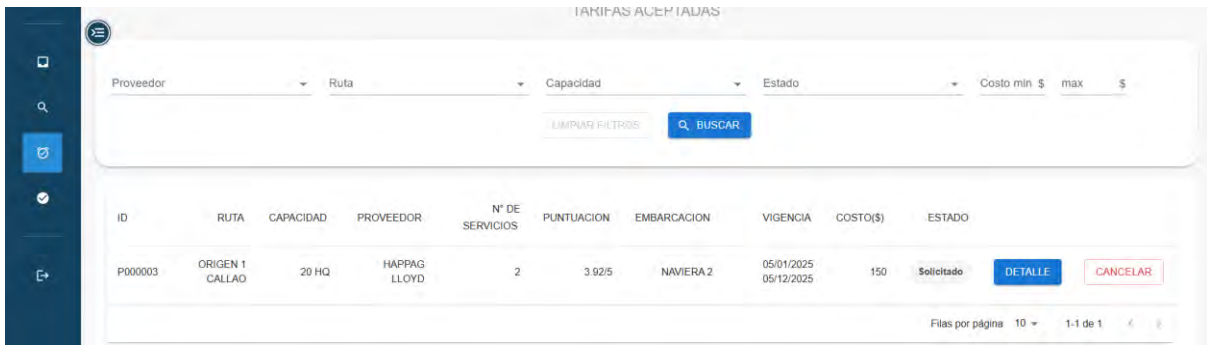 TARIFAS ACEPTADAS
Proveedor Ruta Capacidad Estado Costo min $ max $
LIMPIAR FILTROS BUSCAR
ID RUTA CAPACIDAD PROVEEDOR N° DE SERVICIOS PUNTUACION EMBARCACION VIGENCIA COSTO($) ESTADO
P000003 ORIGEN 1 CALLAO 20 HQ HAPPAG LLOYD 2 3.92/5 NAVIERA 2 05/01/2025 05/12/2025 150 Solicitado DETALLE CANCELAR
Filas por página 10 1-1 de 1